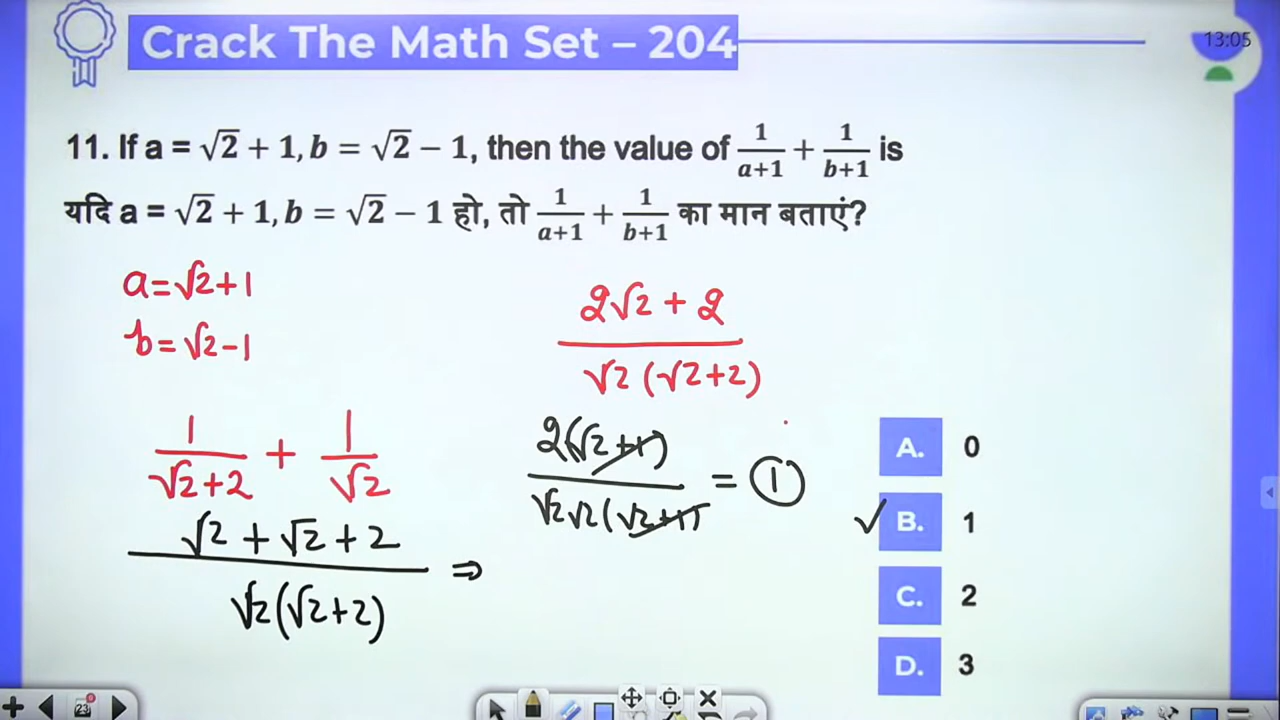 Crack The Math Set – 204
13:05
11. If a = √2 + 1, b = √2 − 1, then the value of 1/(a+1) + 1/(b+1) is
यदि a = √2 + 1, b = √2 − 1 हो, तो 1/(a+1) + 1/(b+1) का मान बताएं?
a=√2+1
b=√2-1
1/(√2+2) + 1/√2
(√2+√2+2)/(√2(√2+2)) ⇒
(2√2+2)/(√2(√2+2))
2(√2+1)/(√2√2(√2+1)) = 1
A. 0
✓ B. 1
C. 2
D. 3
23